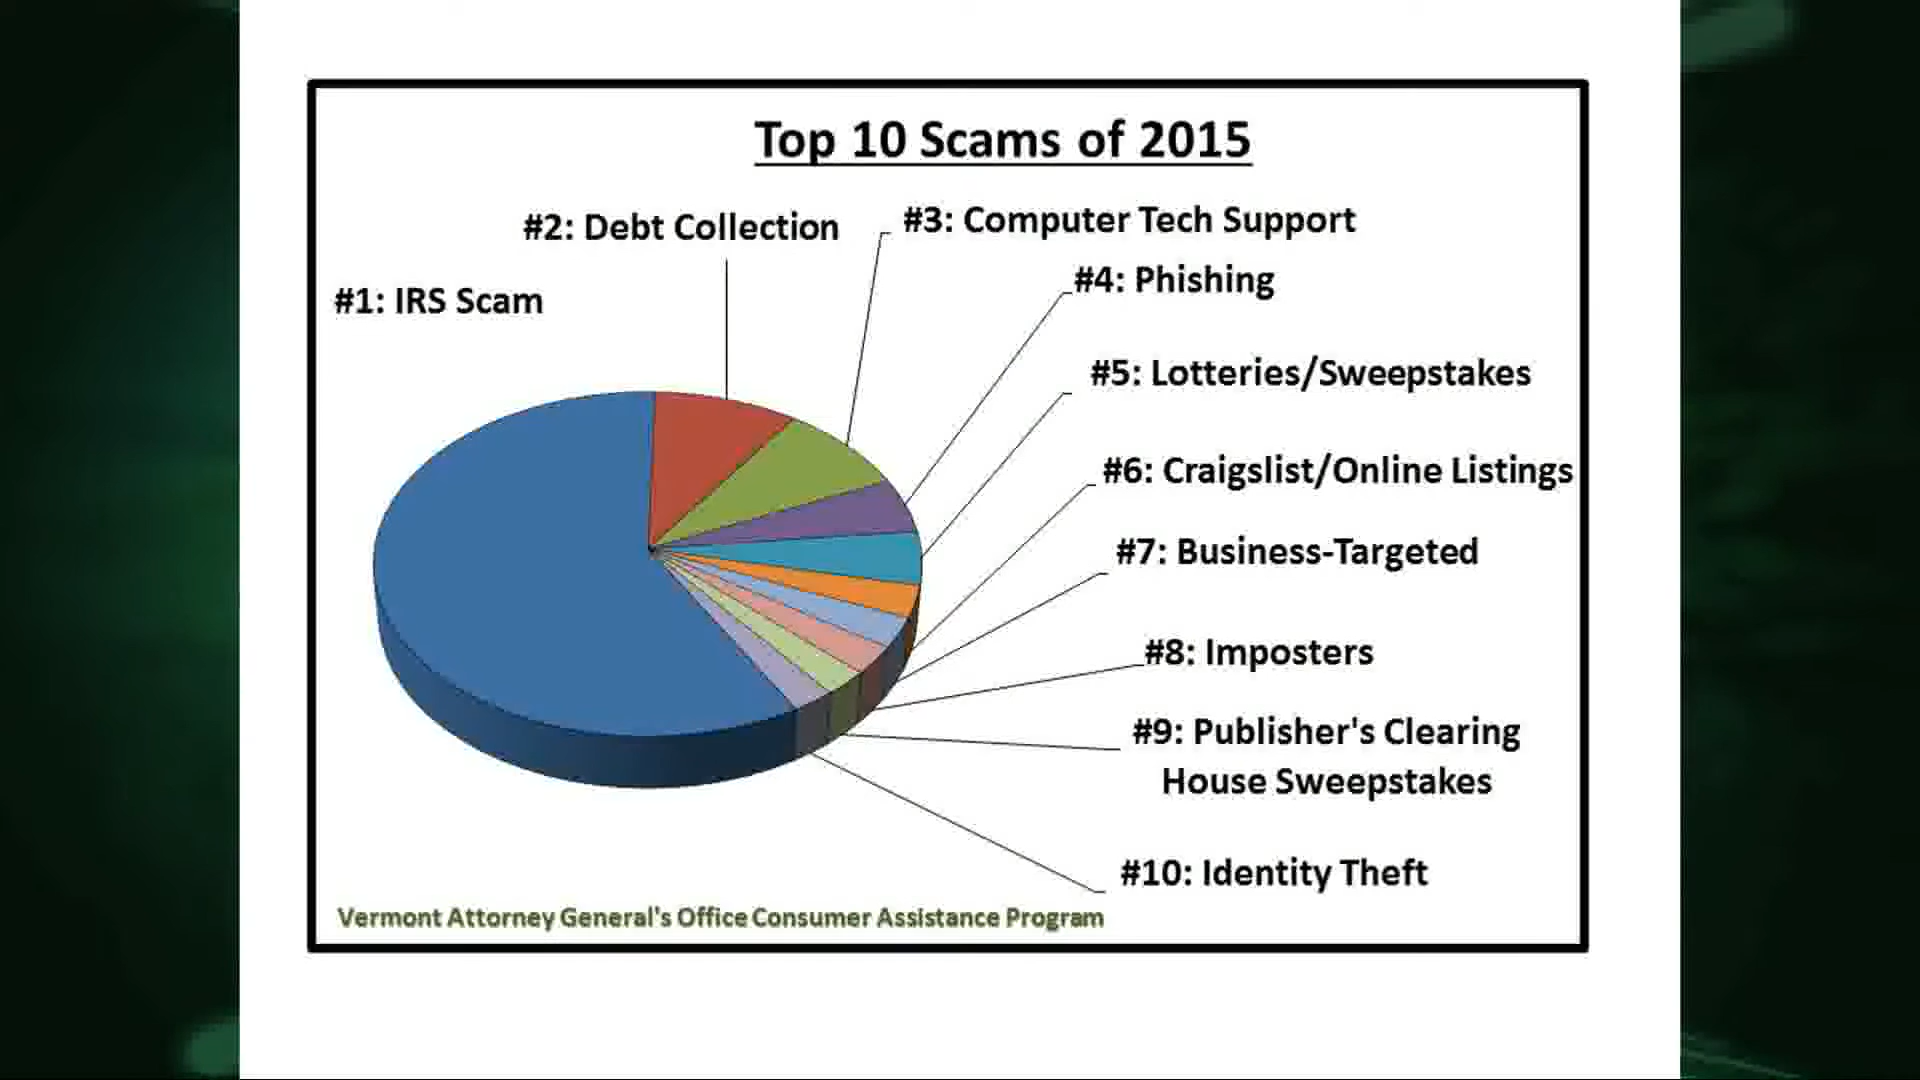 Top 10 Scams of 2015
#2: Debt Collection
#3: Computer Tech Support
#4: Phishing
#1: IRS Scam
#5: Lotteries/Sweepstakes
#6: Craigslist/Online Listings
#7: Business-Targeted
#8: Imposters
#9: Publisher's Clearing
House Sweepstakes
#10: Identity Theft
Vermont Attorney General's Office Consumer Assistance Program